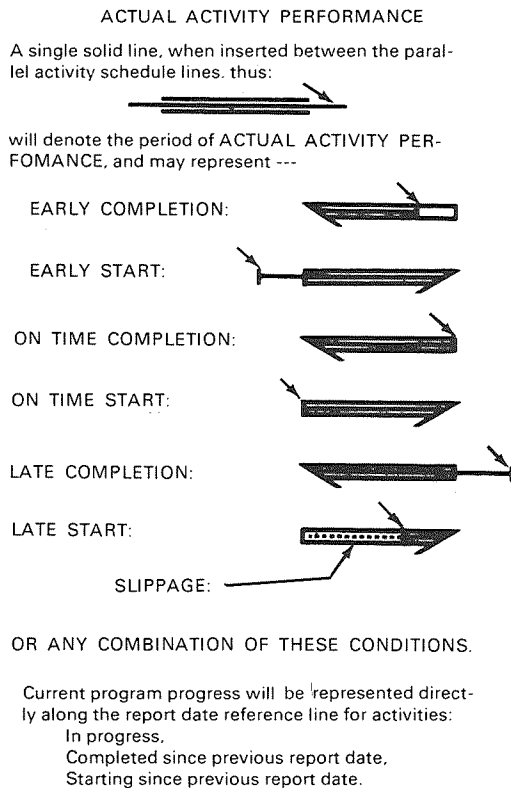 ACTUAL ACTIVITY PERFORMANCE
A single solid line, when inserted between the paral-
lel activity schedule lines. thus:
will denote the period of ACTUAL ACTIVITY PER-
FOMANCE, and may represent ---
EARLY COMPLETION:
EARLY START:
ON TIME COMPLETION:
ON TIME START:
LATE COMPLETION:
LATE START:
SLIPPAGE:
OR ANY COMBINATION OF THESE CONDITIONS.
Current program progress will be represented direct-
ly along the report date reference line for activities:
In progress,
Completed since previous report date,
Starting since previous report date.